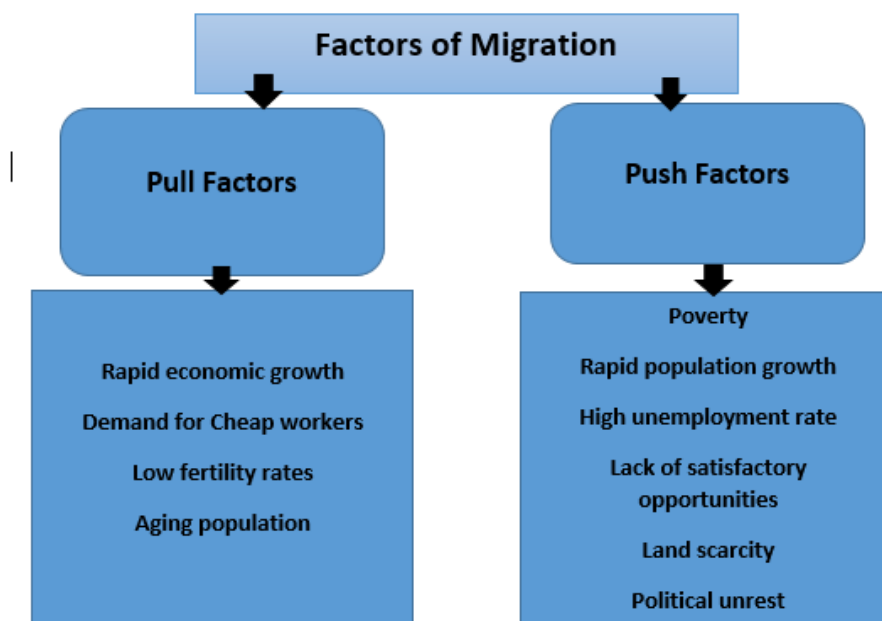 Factors of Migration
Pull Factors
Push Factors
Rapid economic growth
Demand for Cheap workers
Low fertility rates
Aging population
Poverty
Rapid population growth
High unemployment rate
Lack of satisfactory
opportunities
Land scarcity
Political unrest